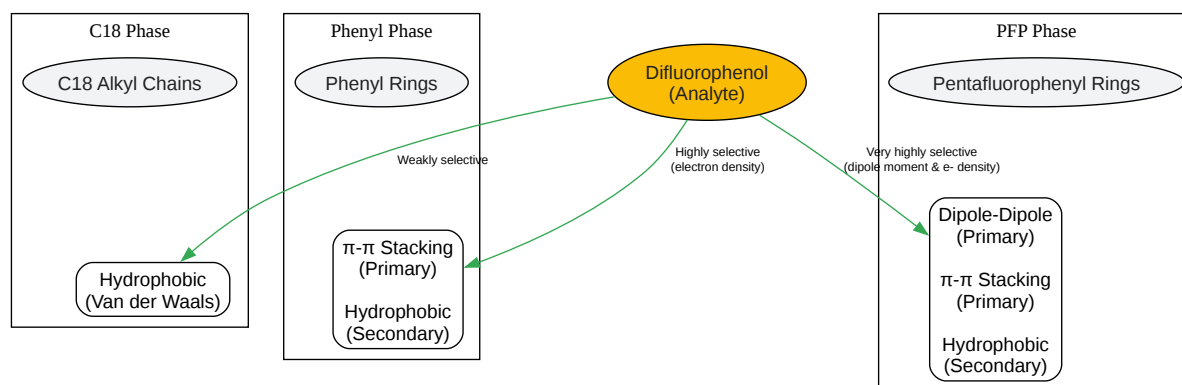 C18 Phase
C18 Alkyl Chains
Hydrophobic
(Van der Waals)
Phenyl Phase
Phenyl Rings
π-π Stacking
(Primary)
Hydrophobic
(Secondary)
Difluorophenol
(Analyte)
Weakly selective
Highly selective
(electron density)
Very highly selective
(dipole moment & e- density)
PFP Phase
Pentafluorophenyl Rings
Dipole-Dipole
(Primary)
π-π Stacking
(Primary)
Hydrophobic
(Secondary)